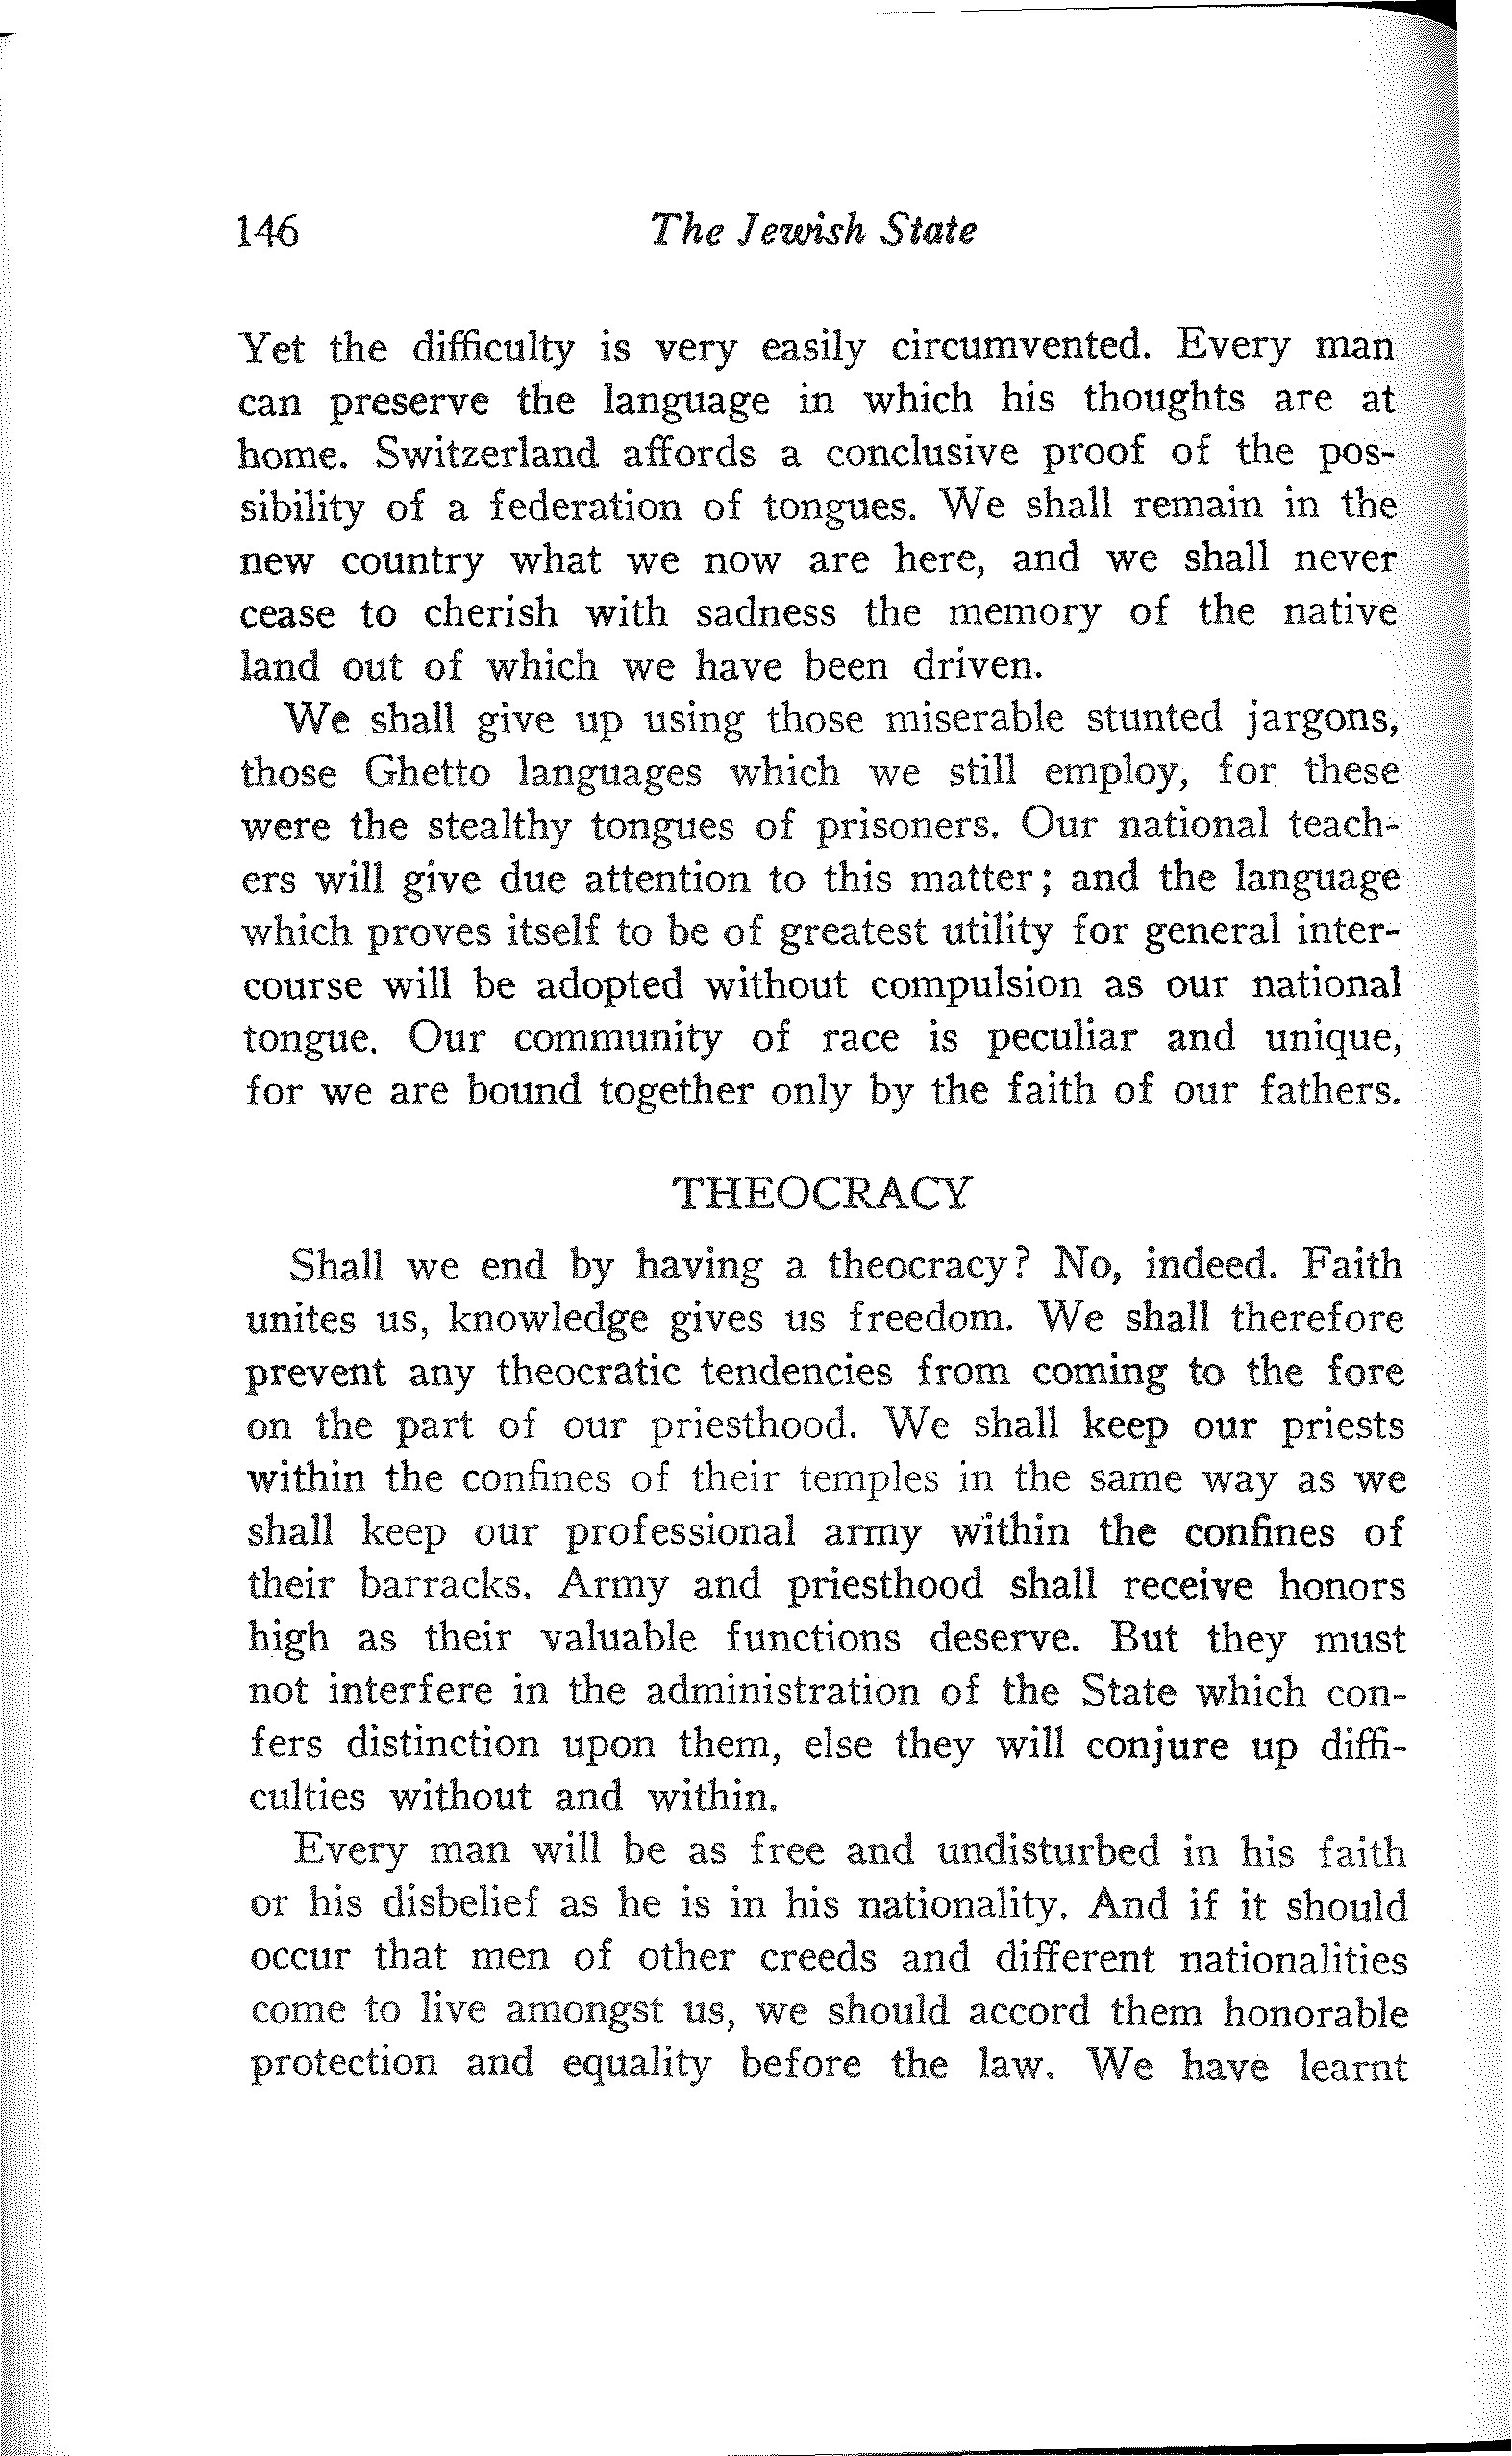 146 The Jewish State
Yet the difficulty is very easily circumvented. Every man
can preserve the language in which his thoughts are at
home. Switzerland affords a conclusive proof of the pos-
sibility of a federation of tongues. We shall remain in the
new country what we now are here, and we shall never
cease to cherish with sadness the memory of the native
land out of which we have been driven.
We shall give up using those miserable stunted jargons,
those Ghetto languages which we still employ, for these
were the stealthy tongues of prisoners. Our national teach-
ers will give due attention to this matter; and the language
which proves itself to be of greatest utility for general inter-
course will be adopted without compulsion as our national
tongue. Our community of race is peculiar and unique,
for we are bound together only by the faith of our fathers.
THEOCRACY
Shall we end by having a theocracy? No, indeed. Faith
unites us, knowledge gives us freedom. We shall therefore
prevent any theocratic tendencies from coming to the fore
on the part of our priesthood. We shall keep our priests
within the confines of their temples in the same way as we
shall keep our professional army within the confines of
their barracks. Army and priesthood shall receive honors
high as their valuable functions deserve. But they must
not interfere in the administration of the State which con-
fers distinction upon them, else they will conjure up diffi-
culties without and within.
Every man will be as free and undisturbed in his faith
or his disbelief as he is in his nationality. And if it should
occur that men of other creeds and different nationalities
come to live amongst us, we should accord them honorable
protection and equality before the law. We have learnt